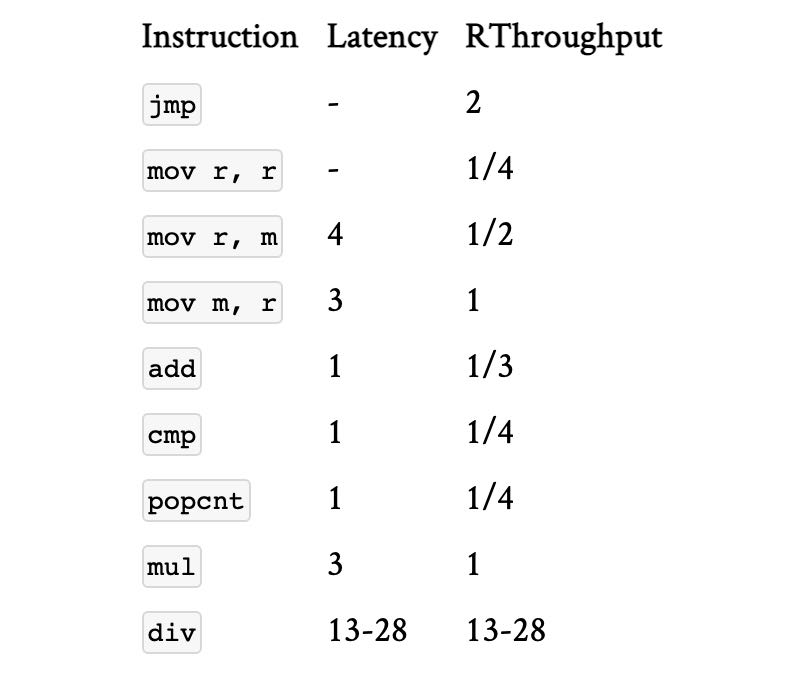 Instruction Latency RThroughput
jmp - 2
mov r, r - 1/4
mov r, m 4 1/2
mov m, r 3 1
add 1 1/3
cmp 1 1/4
popcnt 1 1/4
mul 3 1
div 13-28 13-28